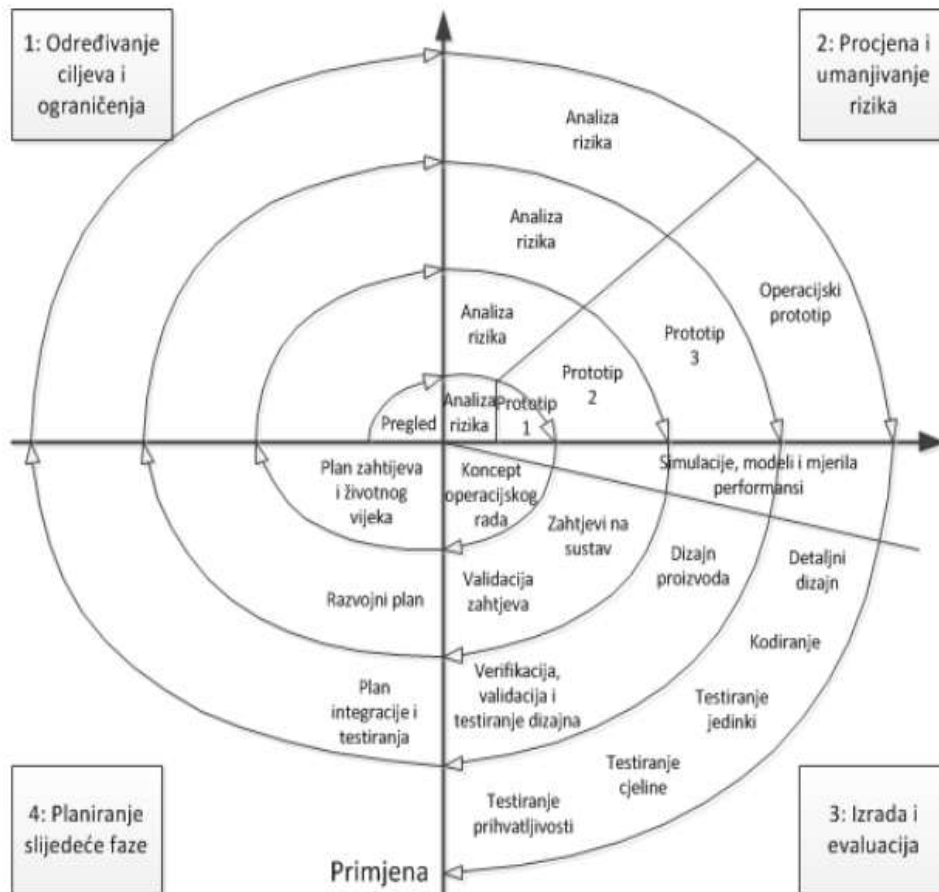 1: Određivanje
ciljeva i
ograničenja
2: Procjena i
umanjivanje
rizika
Analiza
rizika
Analiza
rizika
Operacijski
prototip
Analiza
rizika
Prototip
3
Prototip
2
Pregled
Analiza
rizika
Prototip
1
Plan zahtijeva
i životnog
vijeka
Koncept
operacijskog
rada
Simulacije, modeli i mjerila
performansi
Zahtjevi na
sustav
Dizajn
proizvoda
Detaljni
dizajn
Razvojni plan
Validacija
zahtjeva
Kodiranje
Plan
integracije i
testiranja
Verifikacija,
validacija i
testiranje dizajna
Testiranje
jedinki
Testiranje
cjeline
Testiranje
prihvatljivosti
4: Planiranje
slijedeće faze
Primjena
3: Izrada i
evaluacija